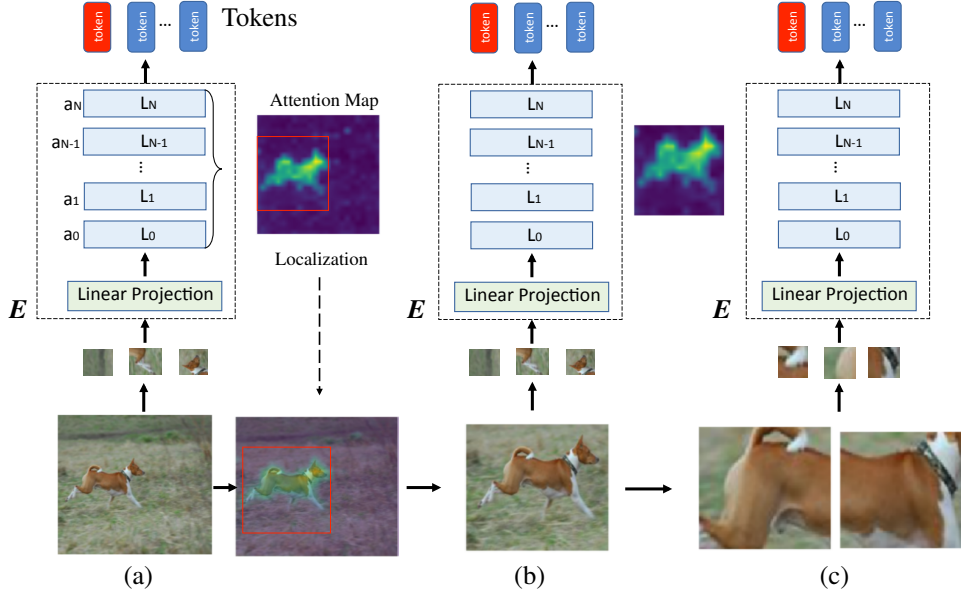 token token ... token Tokens
token token ... token
token token ... token
aN LN
aN-1 LN-1
⋮
a1 L1
a0 L0
Linear Projection
E
Attention Map
Localization
LN
LN-1
⋮
L1
L0
Linear Projection
E
LN
LN-1
⋮
L1
L0
Linear Projection
E
(a) (b) (c)